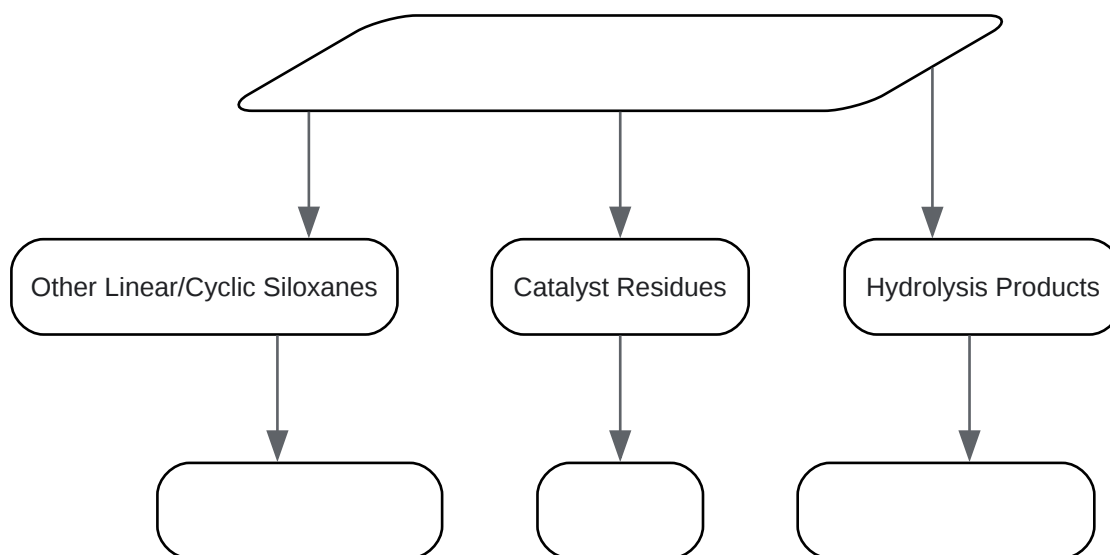 Other Linear/Cyclic Siloxanes
Catalyst Residues
Hydrolysis Products